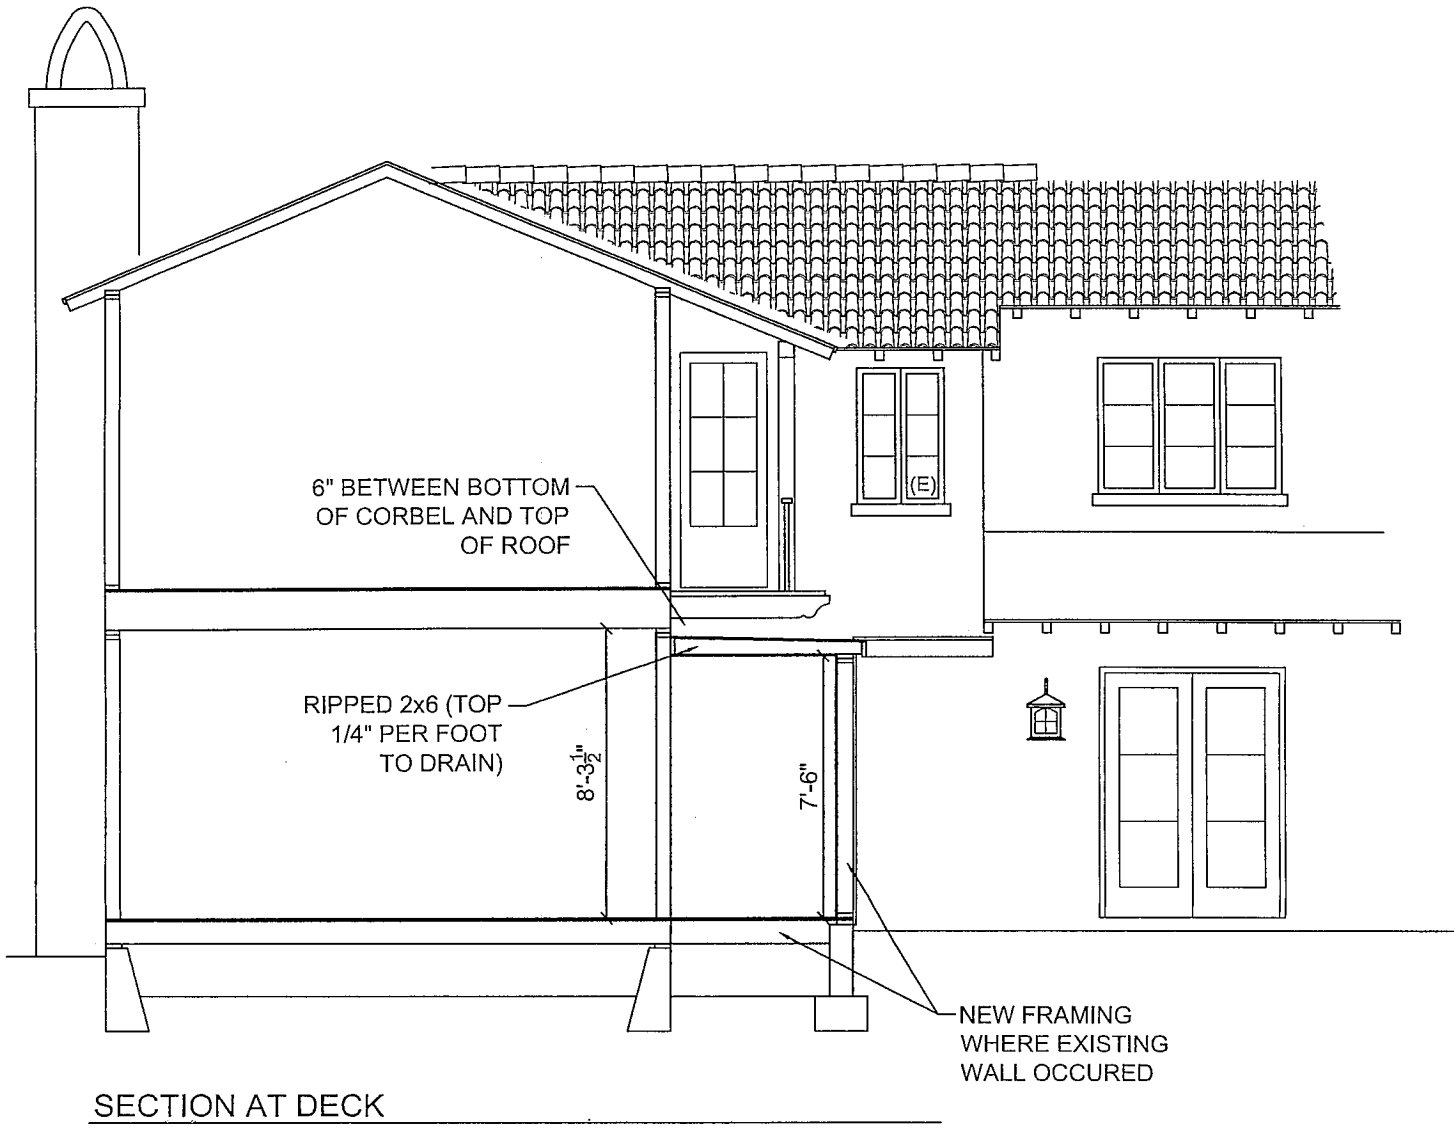 (E)
6" BETWEEN BOTTOM
OF CORBEL AND TOP
OF ROOF
RIPPED 2x6 (TOP
1/4" PER FOOT
TO DRAIN)
8'-3½"
7'-6"
NEW FRAMING
WHERE EXISTING
WALL OCCURED
SECTION AT DECK